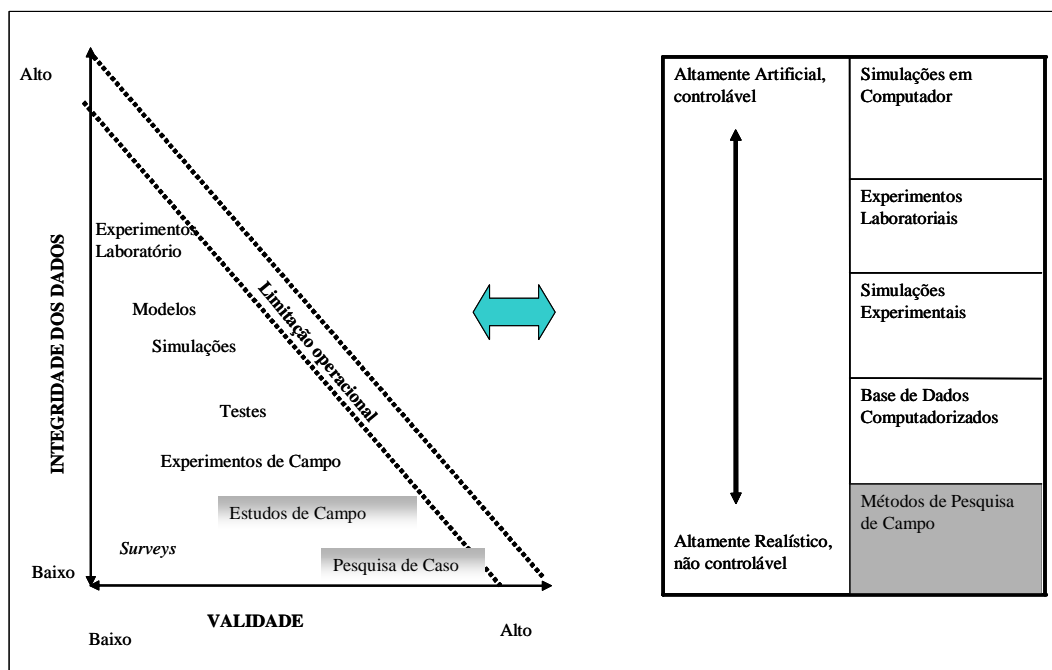 Alto
INTEGRIDADE DOS DADOS
Experimentos
Laboratório
Modelos
Simulações
Testes
Experimentos de Campo
Estudos de Campo
Surveys
Pesquisa de Caso
Limitação operacional
Baixo
VALIDADE
Baixo
Alto
Altamente Artificial,
controlável
Altamente Realístico,
não controlável
Simulações em
Computador
Experimentos
Laboratoriais
Simulações
Experimentais
Base de Dados
Computadorizados
Métodos de Pesquisa
de Campo